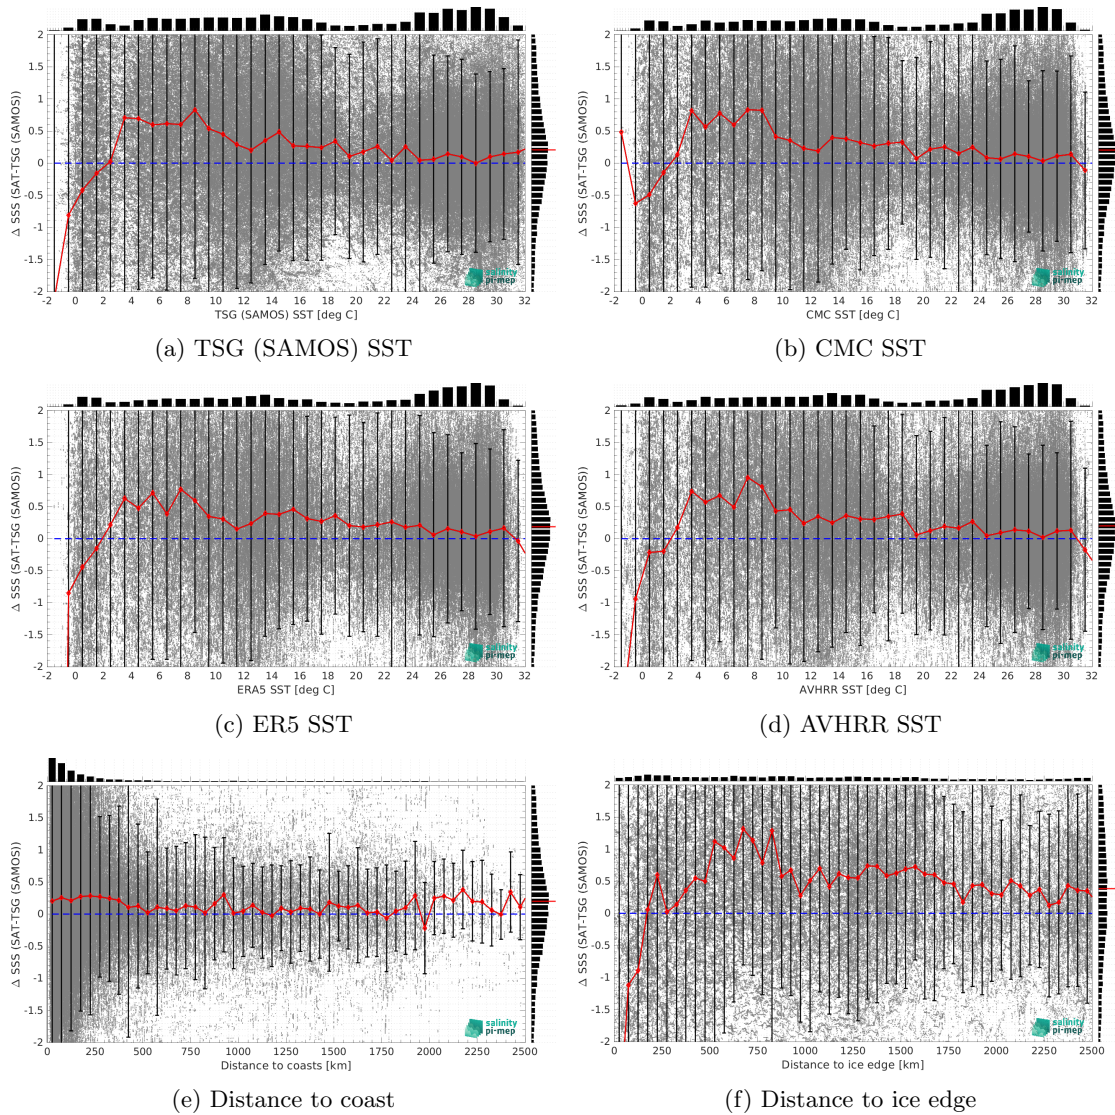 2
1.5
1
0.5
0
-0.5
-1
-1.5
-2
Δ SSS (SAT-TSG (SAMOS))
salinity
pi-mep
-2 0 2 4 6 8 10 12 14 16 18 20 22 24 26 28 30 32
TSG (SAMOS) SST [deg C]
(a) TSG (SAMOS) SST
2
1.5
1
0.5
0
-0.5
-1
-1.5
-2
Δ SSS (SAT-TSG (SAMOS))
salinity
pi-mep
-2 0 2 4 6 8 10 12 14 16 18 20 22 24 26 28 30 32
CMC SST [deg C]
(b) CMC SST
2
1.5
1
0.5
0
-0.5
-1
-1.5
-2
Δ SSS (SAT-TSG (SAMOS))
salinity
pi-mep
-2 0 2 4 6 8 10 12 14 16 18 20 22 24 26 28 30 32
ERA5 SST [deg C]
(c) ER5 SST
2
1.5
1
0.5
0
-0.5
-1
-1.5
-2
Δ SSS (SAT-TSG (SAMOS))
salinity
pi-mep
-2 0 2 4 6 8 10 12 14 16 18 20 22 24 26 28 30 32
AVHRR SST [deg C]
(d) AVHRR SST
2
1.5
1
0.5
0
-0.5
-1
-1.5
-2
Δ SSS (SAT-TSG (SAMOS))
salinity
pi-mep
0 250 500 750 1000 1250 1500 1750 2000 2250 2500
Distance to coasts [km]
(e) Distance to coast
2
1.5
1
0.5
0
-0.5
-1
-1.5
-2
Δ SSS (SAT-TSG (SAMOS))
salinity
pi-mep
0 250 500 750 1000 1250 1500 1750 2000 2250 2500
Distance to ice edge [km]
(f) Distance to ice edge